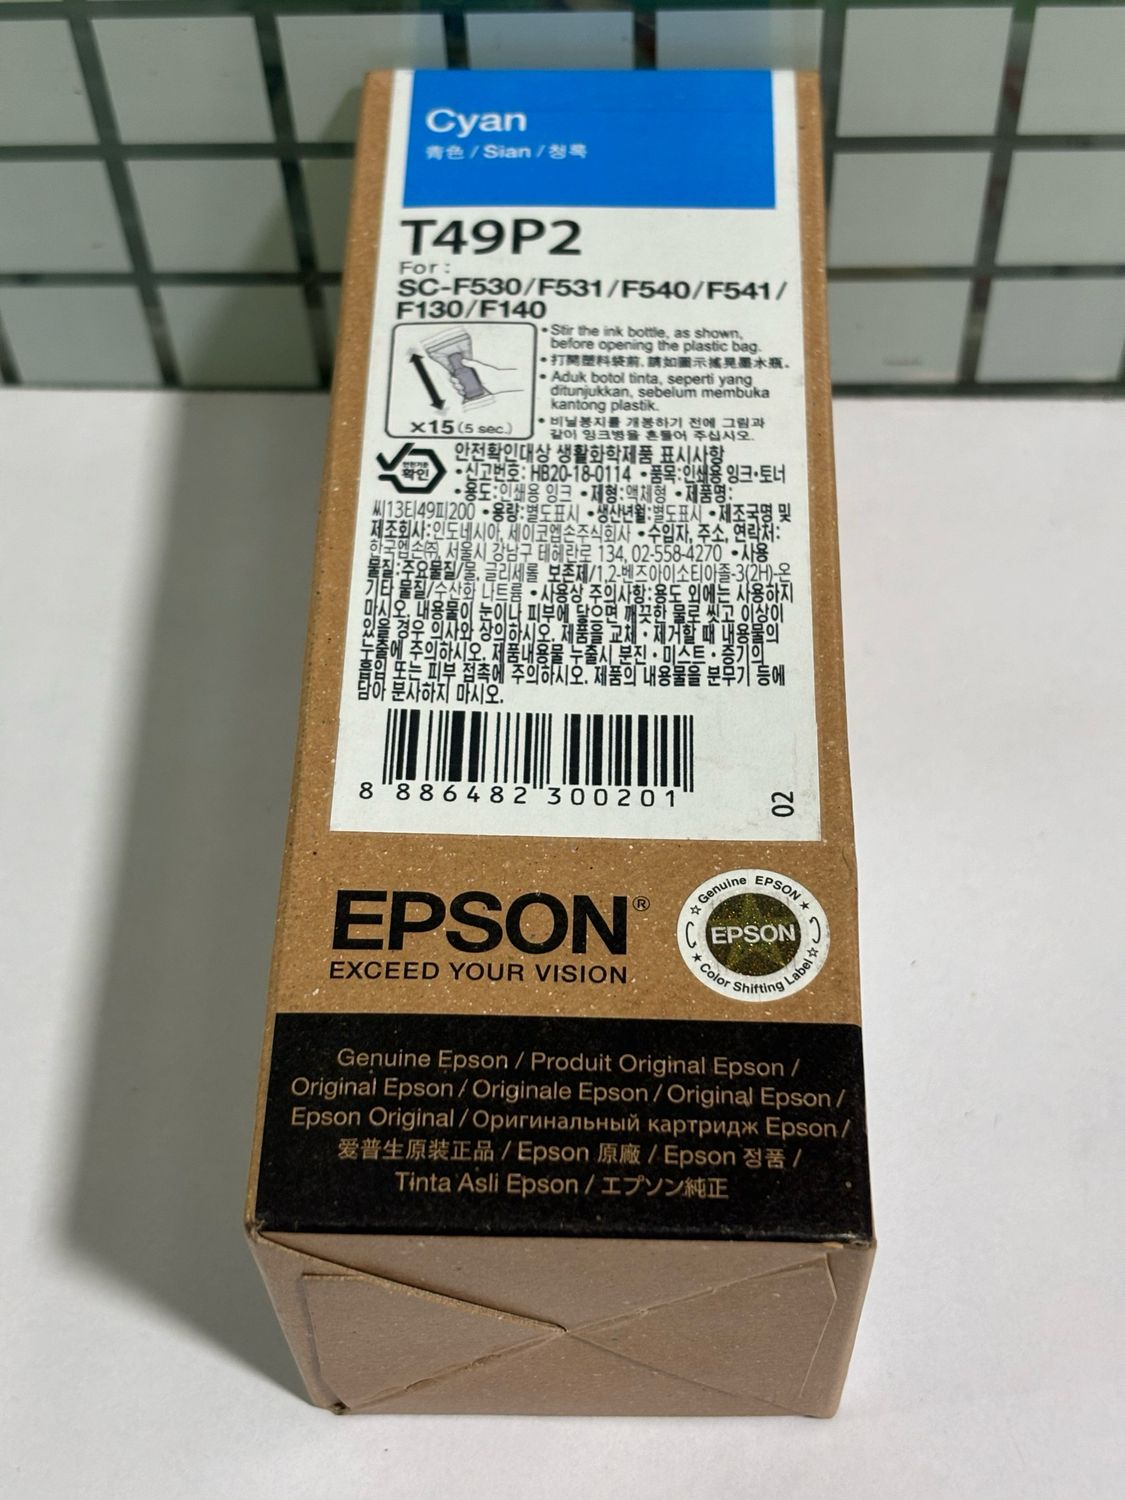 Cyan
青色 / Sian / 청록
T49P2
For :
SC-F530/F531/F540/F541/
F130/F140
• Stir the ink bottle, as shown,
before opening the plastic bag.
• 打開塑料袋前, 請如圖示搖晃墨水瓶。
• Aduk botol tinta, seperti yang
ditunjukkan, sebelum membuka
kantong plastik.
• 비닐봉지를 개봉하기 전에 그림과
같이 잉크병을 흔들어 주십시오.
×15 (5 sec.)
안전기준
확인
안전확인대상 생활화학제품 표시사항
• 신고번호: HB20-18-0114 • 품목:인쇄용 잉크•토너
• 용도:인쇄용 잉크 • 제형:액체형 • 제품명:
씨13티49피200 • 용량:별도표시 • 생산년월:별도표시 • 제조국명 및
제조회사:인도네시아, 세이코엡손주식회사 • 수입자, 주소, 연락처:
한국엡손㈜, 서울시 강남구 테헤란로 134, 02-558-4270 • 사용
물질:주요물질/물, 글리세롤 보존제/1,2-벤즈아이소티아졸-3(2H)-온
기타 물질/수산화 나트륨 • 사용상 주의사항:용도 외에는 사용하지
마시오. 내용물이 눈이나 피부에 닿으면 깨끗한 물로 씻고 이상이
있을 경우 의사와 상의하시오. 제품을 교체 • 제거할 때 내용물의
누출에 주의하시오. 제품내용물 누출시 분진 • 미스트 • 증기의
흡입 또는 피부 접촉에 주의하시오. 제품의 내용물을 분무기 등에
담아 분사하지 마시오.
8 886482 300201
02
EPSON®
EXCEED YOUR VISION
Genuine EPSON
EPSON
Color Shifting Label
Genuine Epson / Produit Original Epson /
Original Epson / Originale Epson / Original Epson /
Epson Original / Оригинальный картридж Epson /
爱普生原装正品 / Epson 原廠 / Epson 정품 /
Tinta Asli Epson / エプソン純正